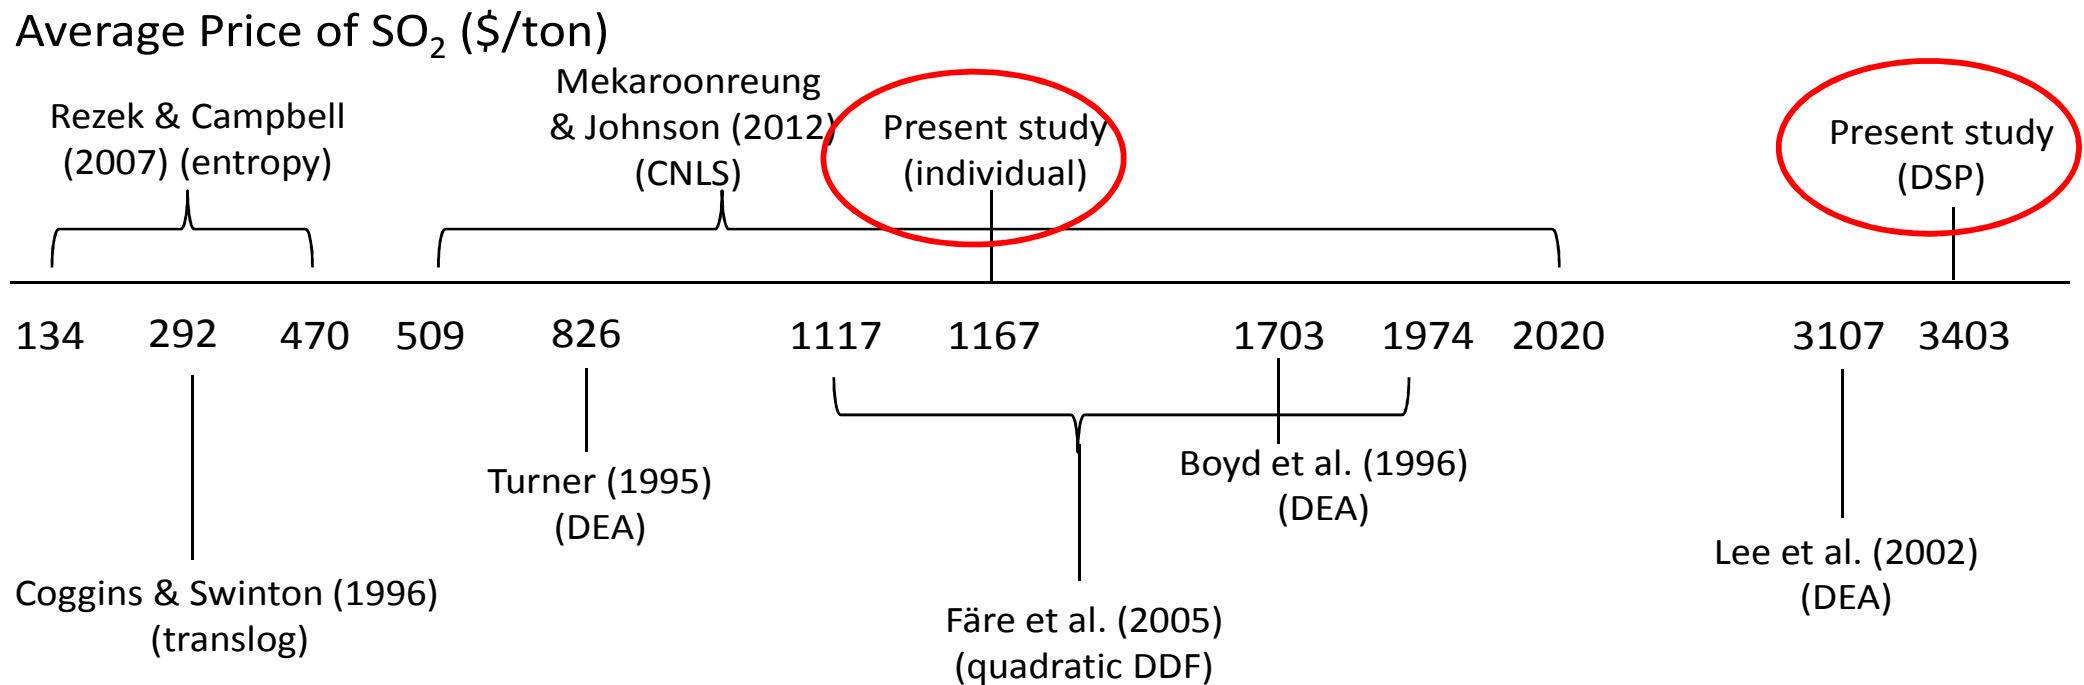 Average Price of SO₂ ($/ton)
Rezek & Campbell
(2007) (entropy)
Mekaroonreung
& Johnson (2012)
(CNLS)
Present study
(individual)
Present study
(DSP)
134 292 470 509 826 1117 1167 1703 1974 2020 3107 3403
Coggins & Swinton (1996)
(translog)
Turner (1995)
(DEA)
Färe et al. (2005)
(quadratic DDF)
Boyd et al. (1996)
(DEA)
Lee et al. (2002)
(DEA)